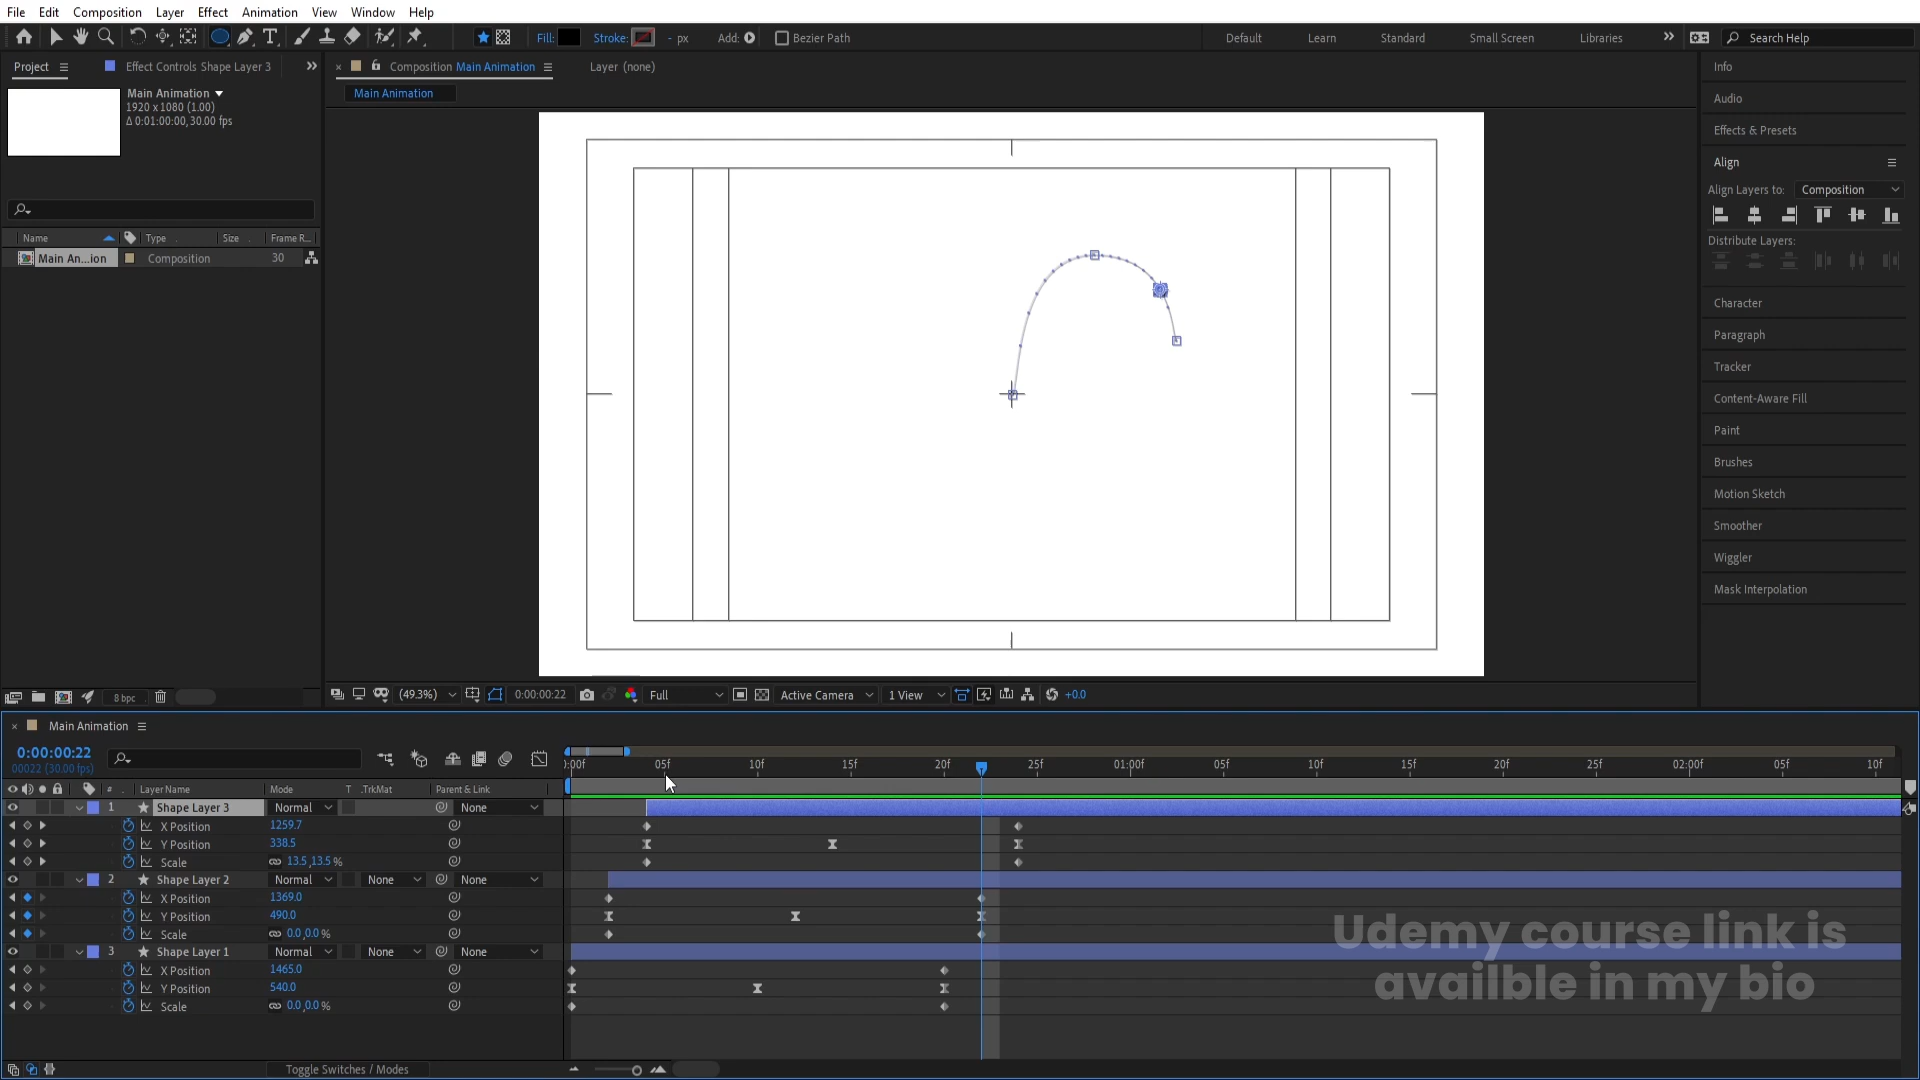 File Edit Composition Layer Effect Animation View Window Help
Fill: Stroke: - px Add: Bezier Path Default Learn Standard Small Screen Libraries Search Help
Project Effect Controls Shape Layer 3 Composition Main Animation Layer (none)
Main Animation
1920 x 1080 (1.00)
Δ 0:01:00:00, 30.00 fps
Main Animation
Name Type Size Frame R...
Main An...ion Composition 30
Info
Audio
Effects & Presets
Align
Align Layers to: Composition
Distribute Layers:
Character
Paragraph
Tracker
Content-Aware Fill
Paint
Brushes
Motion Sketch
Smoother
Wiggler
Mask Interpolation
8 bpc (49.3%) 0:00:00:22 Full Active Camera 1 View +0.0
Main Animation
0:00:00:22
00022 (30.00 fps)
:00f 05f 10f 15f 20f 25f 01:00f 05f 10f 15f 20f 25f 02:00f 05f 10f
# Layer Name Mode T .TrkMat Parent & Link
1 Shape Layer 3 Normal None
X Position 1259.7
Y Position 338.5
Scale 13.5,13.5 %
2 Shape Layer 2 Normal None None
X Position 1369.0
Y Position 490.0
Scale 0.0,0.0 %
3 Shape Layer 1 Normal None None
X Position 1465.0
Y Position 540.0
Scale 0.0,0.0 %
Udemy course link is
availble in my bio
Toggle Switches / Modes